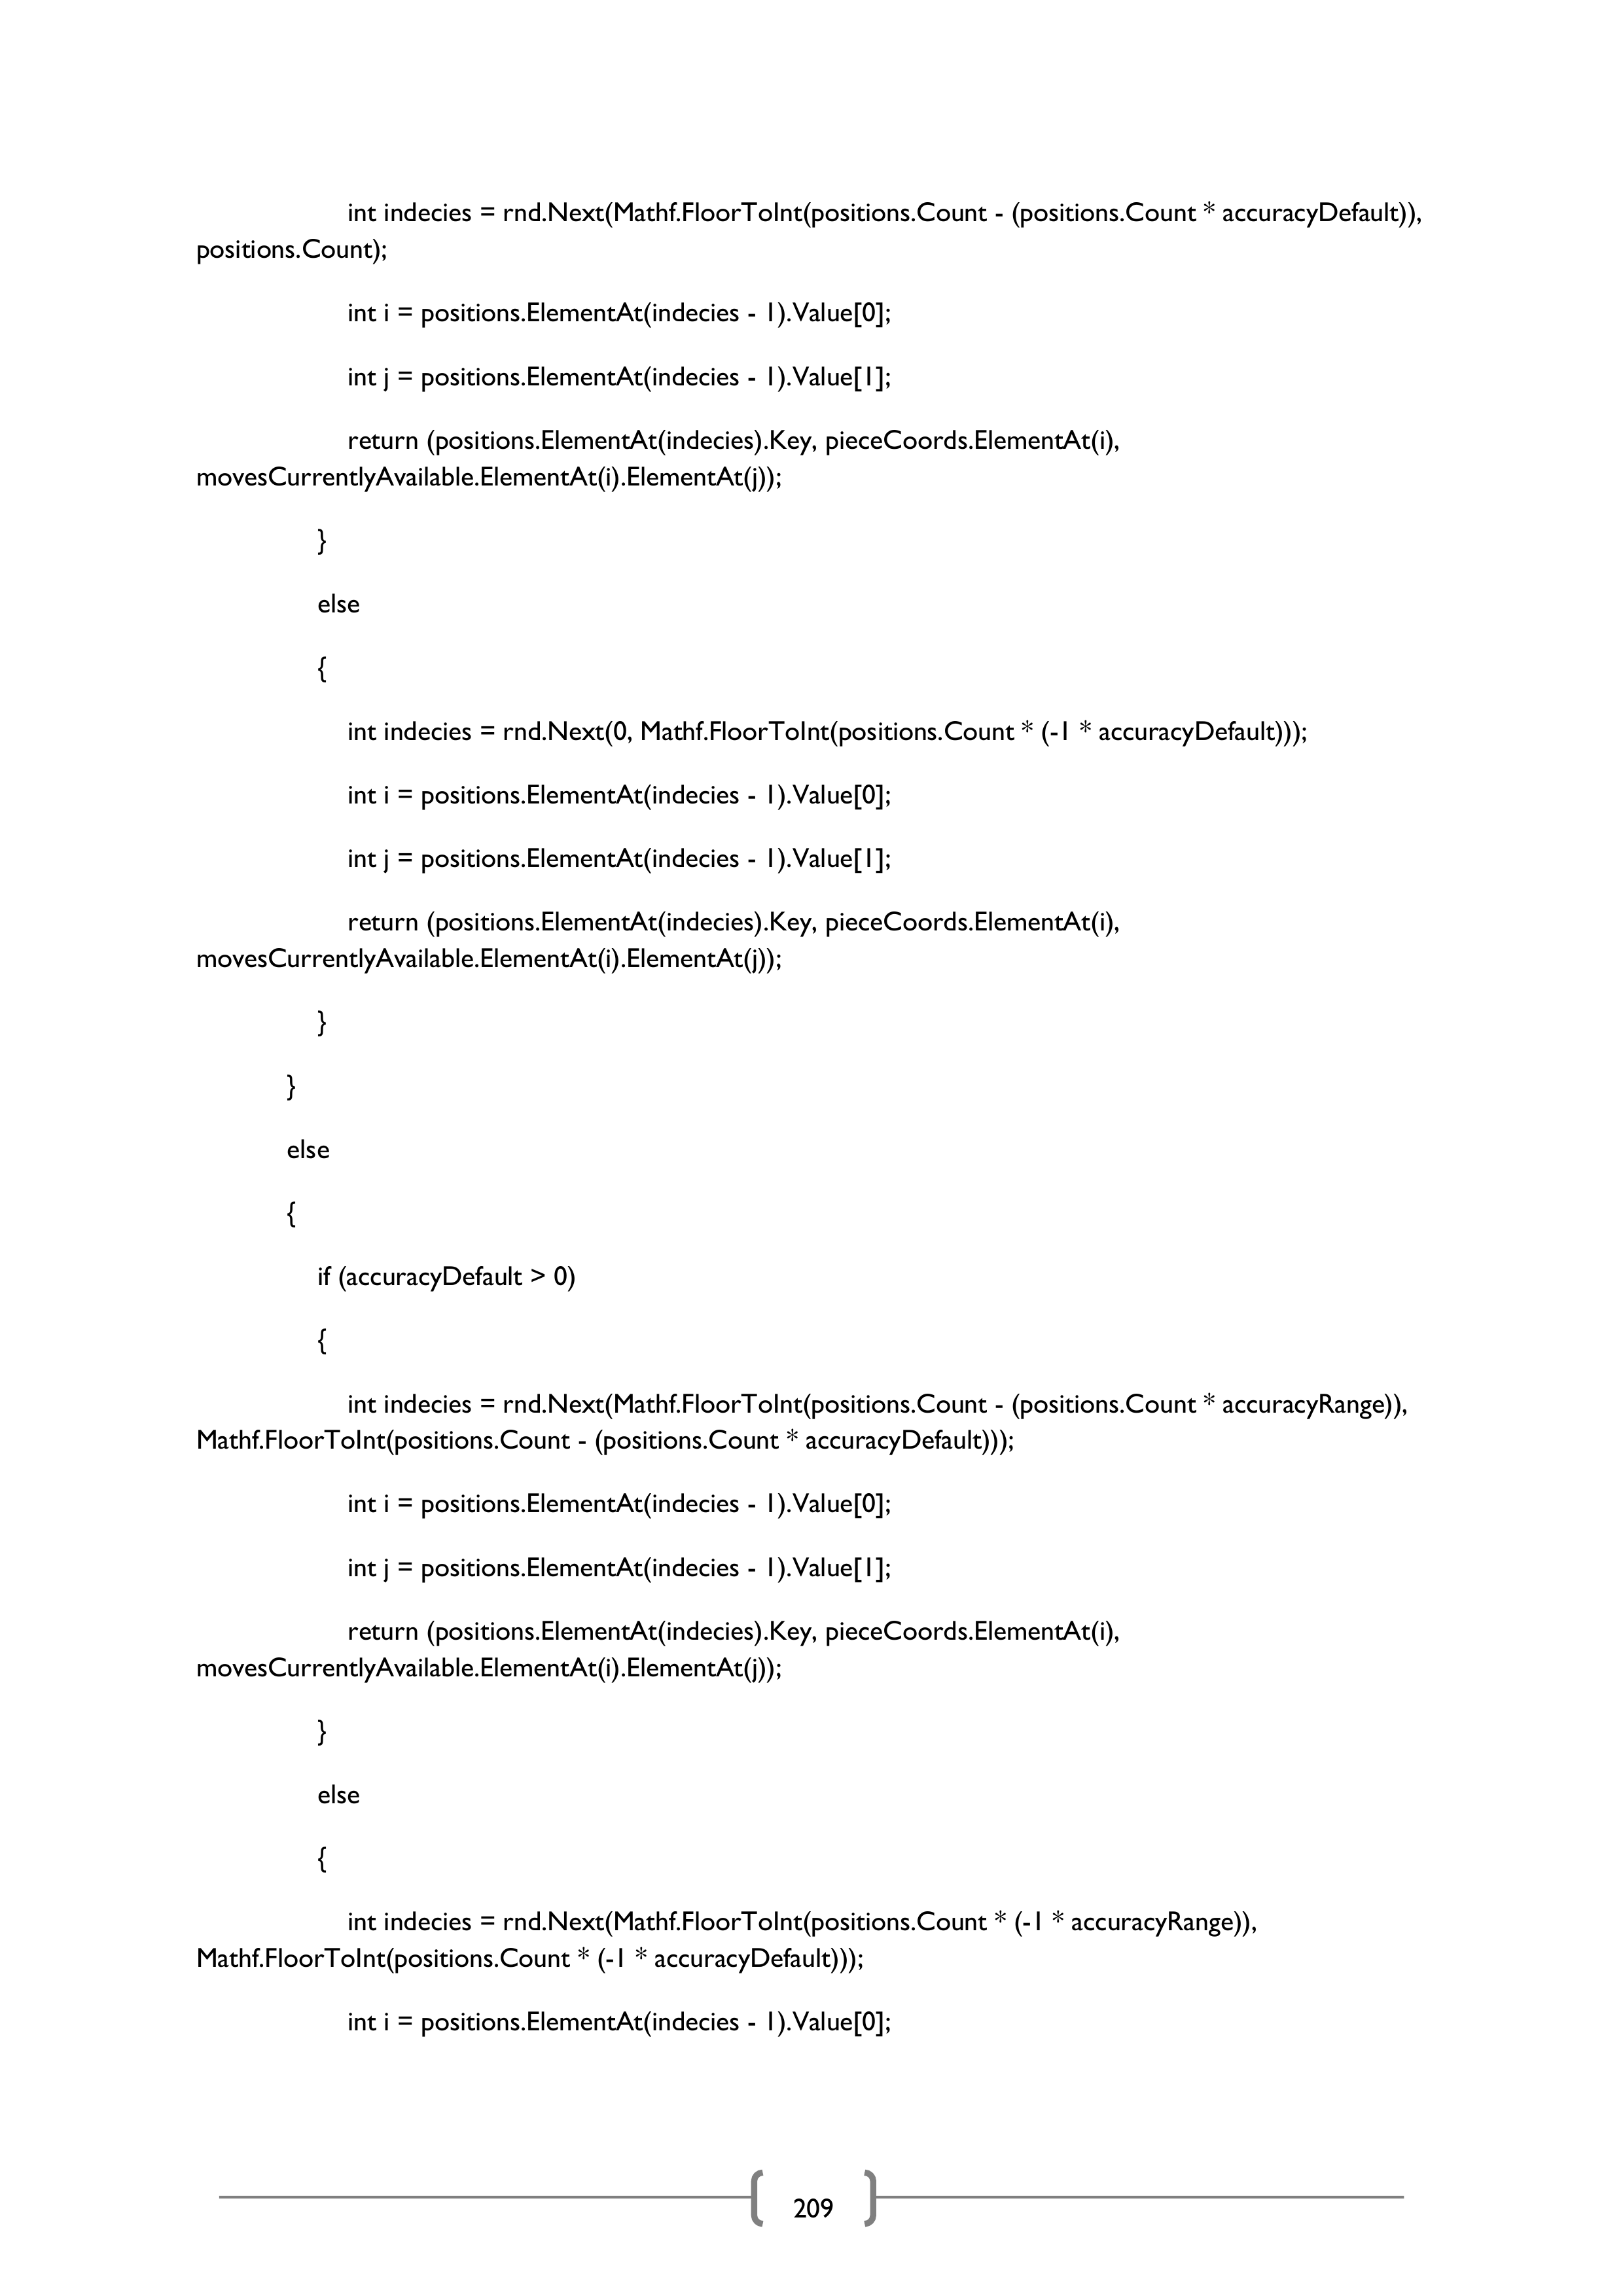 int indecies = rnd.Next(Mathf.FloorToInt(positions.Count - (positions.Count * accuracyDefault)),
positions.Count);
int i = positions.ElementAt(indecies - 1).Value[0];
int j = positions.ElementAt(indecies - 1).Value[1];
return (positions.ElementAt(indecies).Key, pieceCoords.ElementAt(i),
movesCurrentlyAvailable.ElementAt(i).ElementAt(j));
}
else
{
int indecies = rnd.Next(0, Mathf.FloorToInt(positions.Count * (-1 * accuracyDefault)));
int i = positions.ElementAt(indecies - 1).Value[0];
int j = positions.ElementAt(indecies - 1).Value[1];
return (positions.ElementAt(indecies).Key, pieceCoords.ElementAt(i),
movesCurrentlyAvailable.ElementAt(i).ElementAt(j));
}
}
else
{
if (accuracyDefault > 0)
{
int indecies = rnd.Next(Mathf.FloorToInt(positions.Count - (positions.Count * accuracyRange)),
Mathf.FloorToInt(positions.Count - (positions.Count * accuracyDefault)));
int i = positions.ElementAt(indecies - 1).Value[0];
int j = positions.ElementAt(indecies - 1).Value[1];
return (positions.ElementAt(indecies).Key, pieceCoords.ElementAt(i),
movesCurrentlyAvailable.ElementAt(i).ElementAt(j));
}
else
{
int indecies = rnd.Next(Mathf.FloorToInt(positions.Count * (-1 * accuracyRange)),
Mathf.FloorToInt(positions.Count * (-1 * accuracyDefault)));
int i = positions.ElementAt(indecies - 1).Value[0];
209